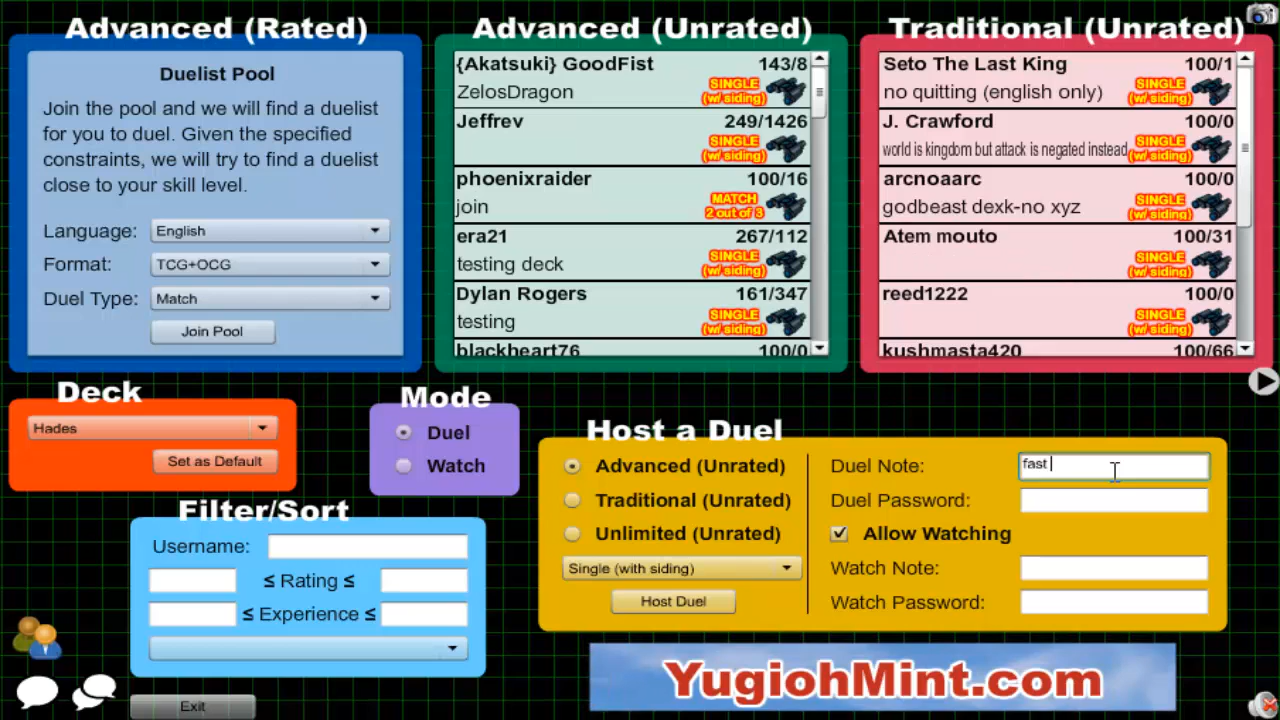 Advanced (Rated)
Duelist Pool
Join the pool and we will find a duelist
for you to duel. Given the specified
constraints, we will try to find a duelist
close to your skill level.
Language: English
Format: TCG+OCG
Duel Type: Match
Join Pool
Advanced (Unrated)
{Akatsuki} GoodFist 143/8
ZelosDragon SINGLE (w/ siding)
Jeffrev 249/1426
SINGLE (w/ siding)
phoenixraider 100/16
join MATCH 2 out of 3
era21 267/112
testing deck SINGLE (w/ siding)
Dylan Rogers 161/347
testing SINGLE (w/ siding)
blackheart76 100/0
Traditional (Unrated)
Seto The Last King 100/1
no quitting (english only) SINGLE (w/ siding)
J. Crawford 100/0
world is kingdom but attack is negated instead SINGLE (w/ siding)
arcnoaarc 100/0
godbeast dexk-no xyz SINGLE (w/ siding)
Atem mouto 100/31
SINGLE (w/ siding)
reed1222 100/0
SINGLE (w/ siding)
kushmasta420 100/66
Deck
Hades
Set as Default
Mode
Duel
Watch
Filter/Sort
Username:
≤ Rating ≤
≤ Experience ≤
Exit
Host a Duel
Advanced (Unrated)
Traditional (Unrated)
Unlimited (Unrated)
Single (with siding)
Host Duel
Duel Note: fast
Duel Password:
Allow Watching
Watch Note:
Watch Password:
YugiohMint.com